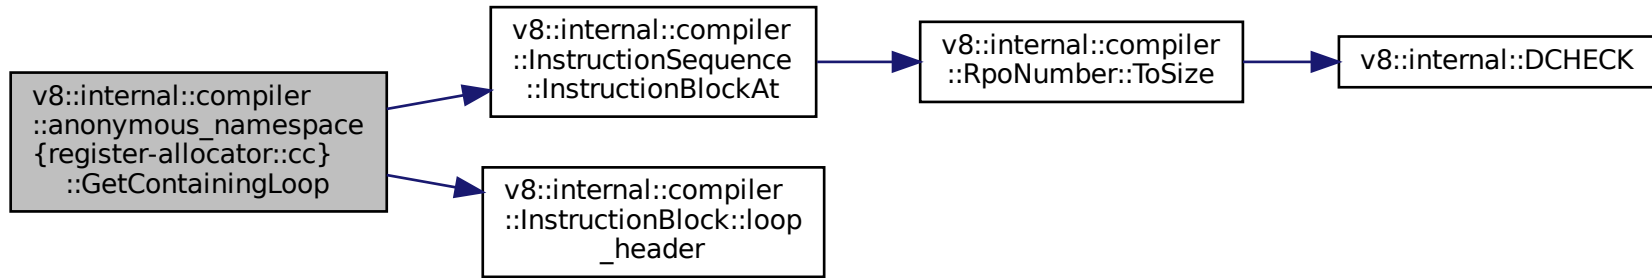 v8::internal::compiler
::anonymous_namespace
{register-allocator::cc}
::GetContainingLoop
v8::internal::compiler
::InstructionSequence
::InstructionBlockAt
v8::internal::compiler
::RpoNumber::ToSize
v8::internal::DCHECK
v8::internal::compiler
::InstructionBlock::loop
_header